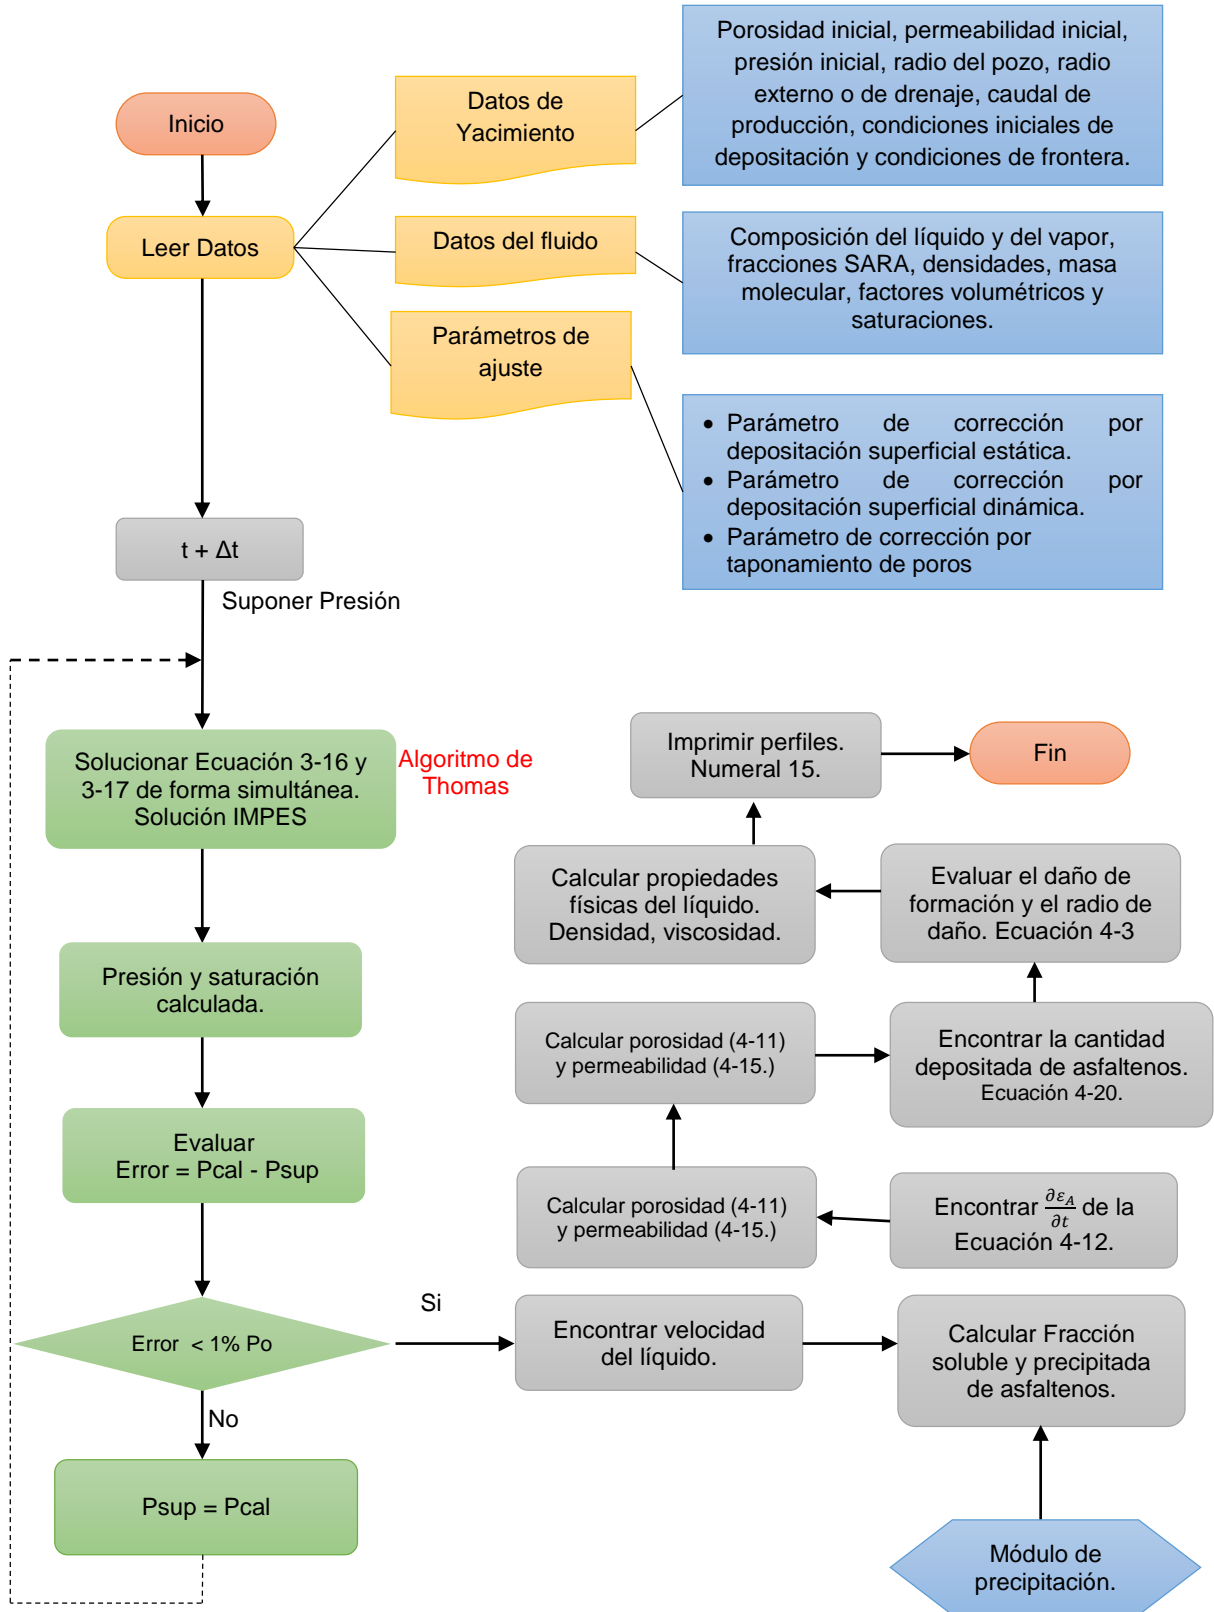 Inicio
Leer Datos
Datos de
Yacimiento
Porosidad inicial, permeabilidad inicial,
presión inicial, radio del pozo, radio
externo o de drenaje, caudal de
producción, condiciones iniciales de
depositación y condiciones de frontera.
Datos del fluido
Composición del líquido y del vapor,
fracciones SARA, densidades, masa
molecular, factores volumétricos y
saturaciones.
Parámetros de
ajuste
• Parámetro de corrección por
depositación superficial estática.
• Parámetro de corrección por
depositación superficial dinámica.
• Parámetro de corrección por
taponamiento de poros
t + Δt
Suponer Presión
Solucionar Ecuación 3-16 y
3-17 de forma simultánea.
Solución IMPES
Algoritmo de
Thomas
Presión y saturación
calculada.
Evaluar
Error = Pcal - Psup
Error < 1% Po
Si
No
Psup = Pcal
Encontrar velocidad
del líquido.
Calcular Fracción
soluble y precipitada
de asfaltenos.
Módulo de
precipitación.
Encontrar ∂ε_A/∂t de la
Ecuación 4-12.
Calcular porosidad (4-11)
y permeabilidad (4-15.)
Calcular porosidad (4-11)
y permeabilidad (4-15.)
Encontrar la cantidad
depositada de asfaltenos.
Ecuación 4-20.
Evaluar el daño de
formación y el radio de
daño. Ecuación 4-3
Calcular propiedades
físicas del líquido.
Densidad, viscosidad.
Imprimir perfiles.
Numeral 15.
Fin